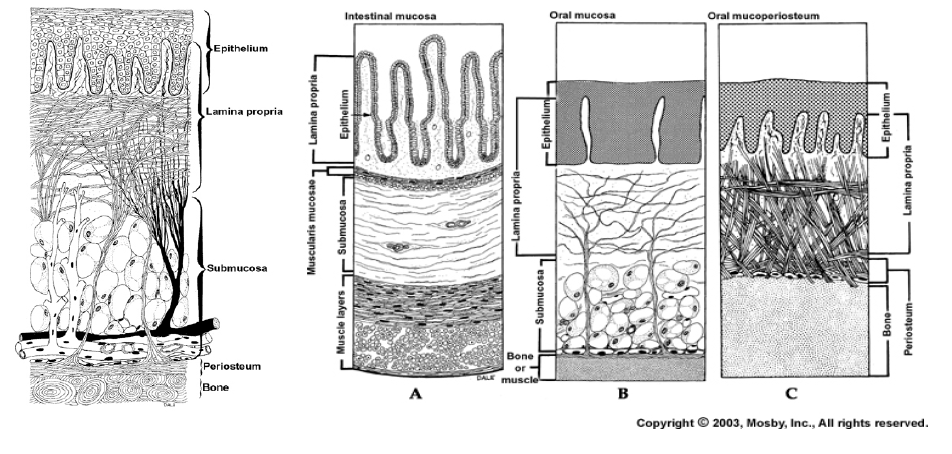 Epithelium
Lamina propria
Submucosa
Periosteum
Bone
DALE
Intestinal mucosa
Lamina propria
Epithelium
Muscularis mucosae
Submucosa
Muscle layers
DALE
A
Oral mucosa
Epithelium
Lamina propria
Submucosa
Bone
or
muscle
B
Oral mucoperiosteum
Epithelium
Lamina propria
Bone
Periosteum
C
Copyright © 2003, Mosby, Inc., All rights reserved.